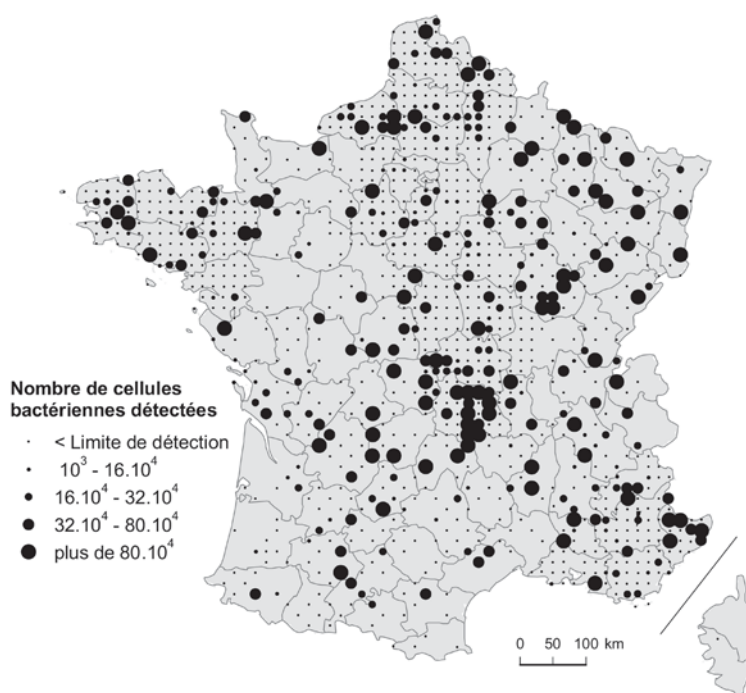 Nombre de cellules
bactériennes détectées
< Limite de détection
10³ - 16.10⁴
16.10⁴ - 32.10⁴
32.10⁴ - 80.10⁴
plus de 80.10⁴
0 50 100 km